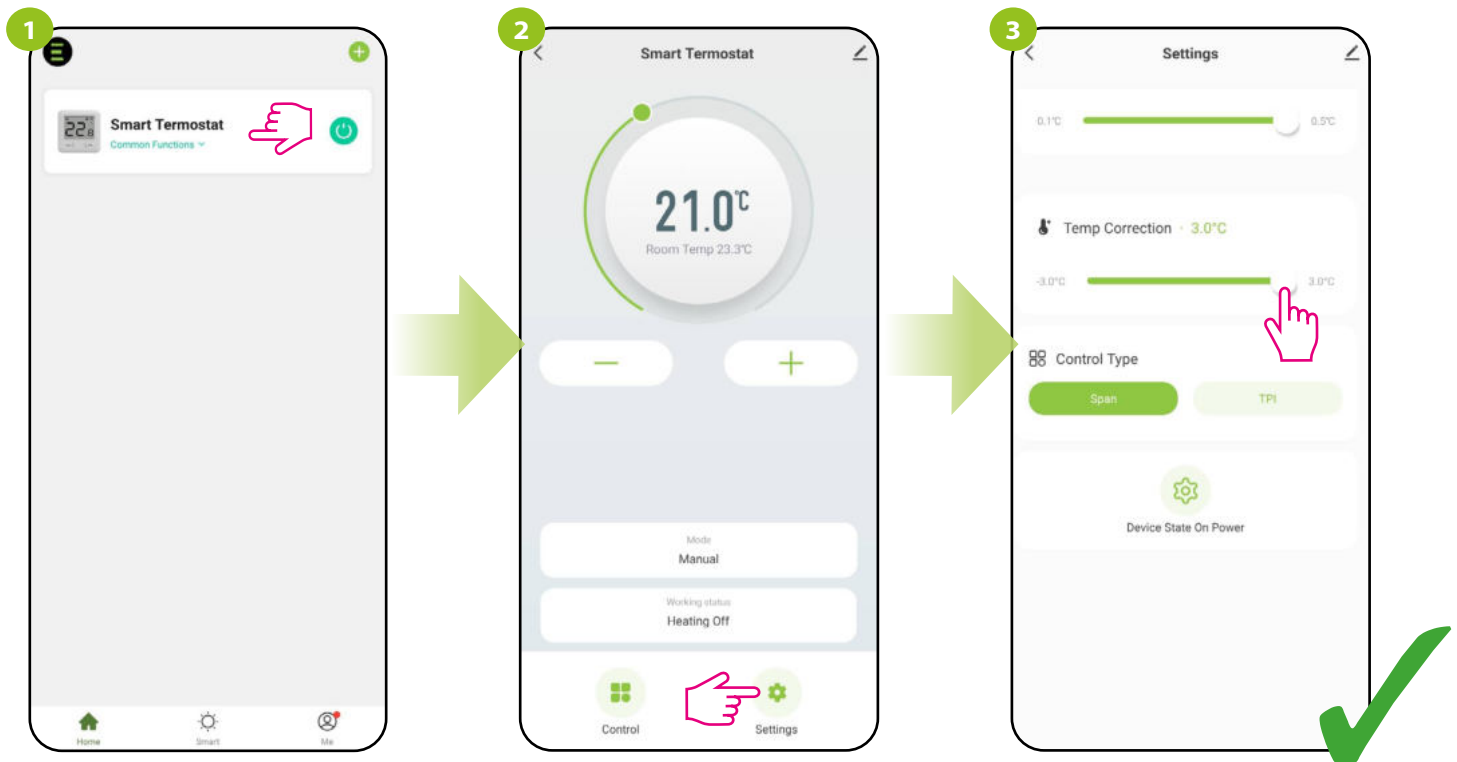 1
Smart Termostat
Common Functions
Home
Smart
Me
2
Smart Termostat
21.0°C
Room Temp 23.3°C
Mode
Manual
Working status
Heating Off
Control
Settings
3
Settings
0.1°C
0.5°C
Temp Correction · 3.0°C
-3.0°C
3.0°C
Control Type
Span
TPI
Device State On Power